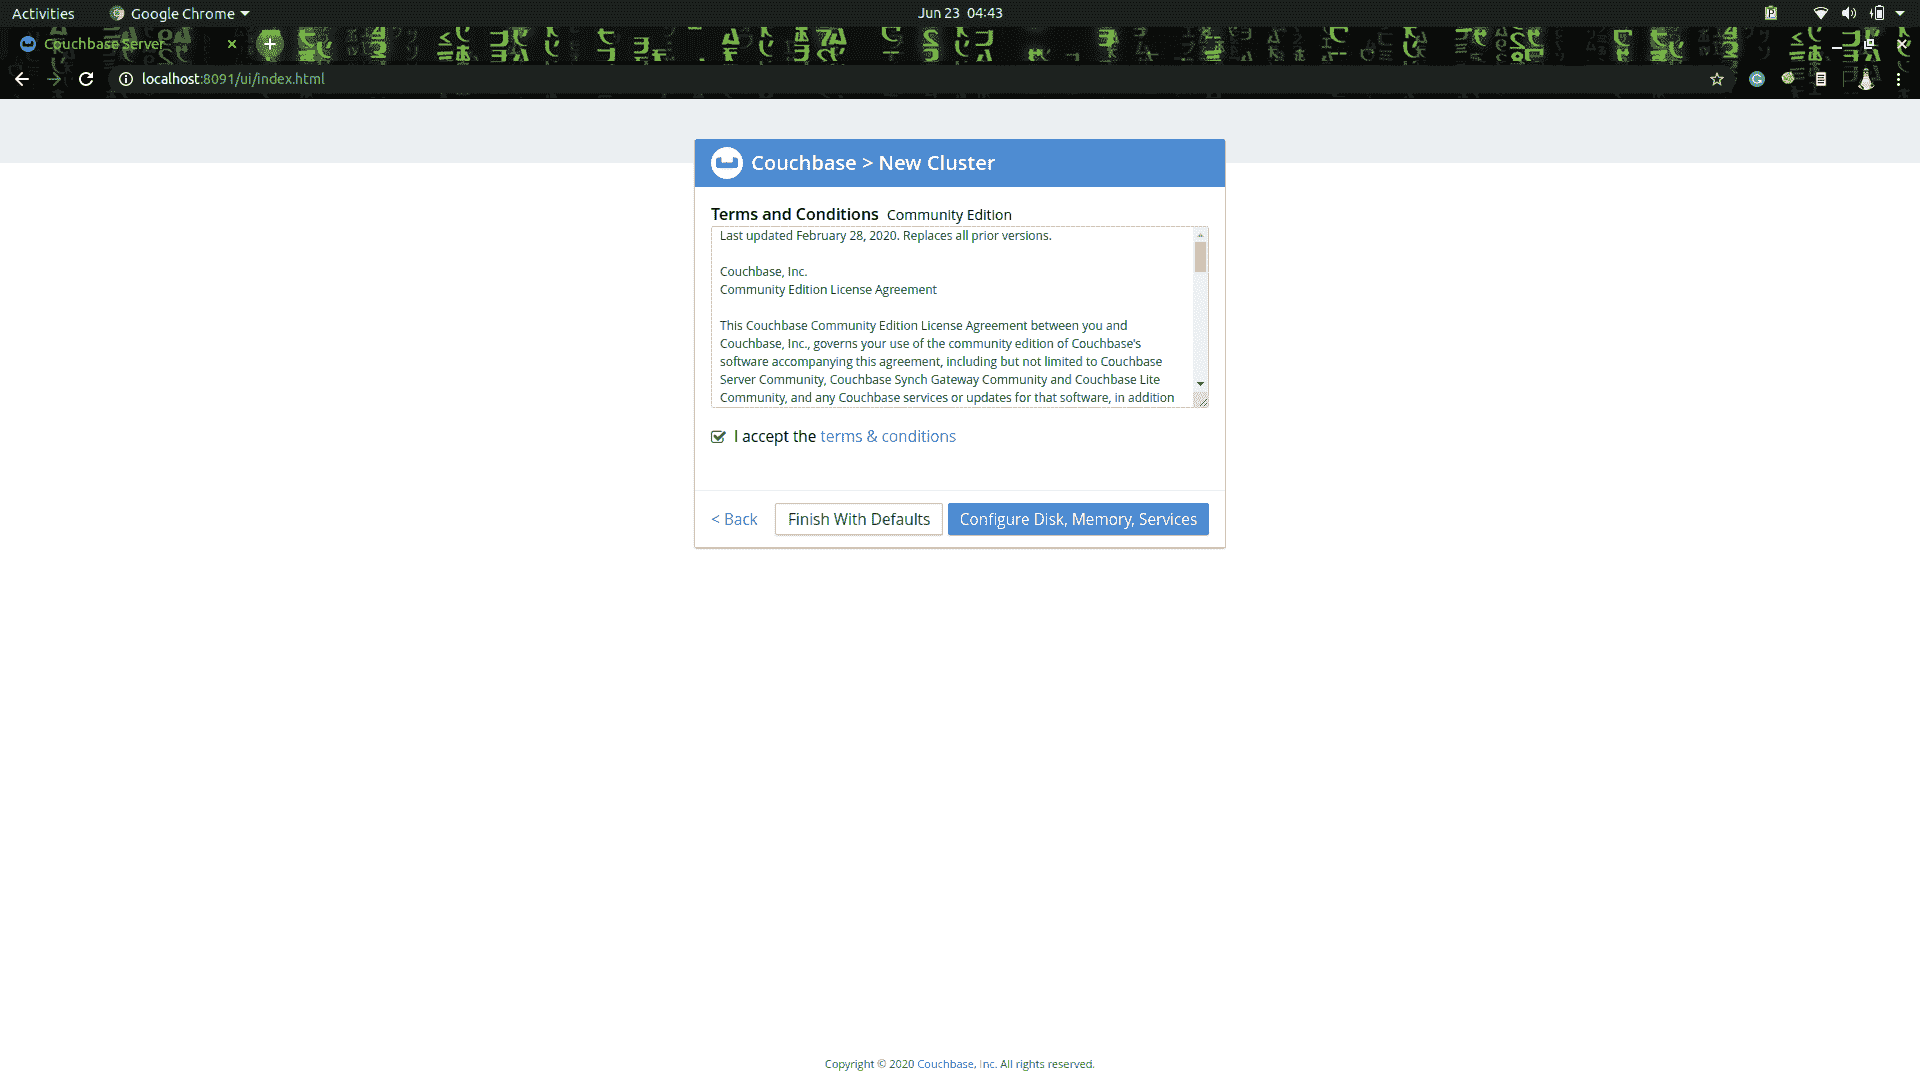 Activities
Google Chrome
Jun 23 04:43
Couchbase Server
localhost:8091/ui/index.html
Couchbase > New Cluster
Terms and Conditions Community Edition
Last updated February 28, 2020. Replaces all prior versions.
Couchbase, Inc.
Community Edition License Agreement
This Couchbase Community Edition License Agreement between you and
Couchbase, Inc., governs your use of the community edition of Couchbase's
software accompanying this agreement, including but not limited to Couchbase
Server Community, Couchbase Synch Gateway Community and Couchbase Lite
Community, and any Couchbase services or updates for that software, in addition
I accept the terms & conditions
< Back
Finish With Defaults
Configure Disk, Memory, Services
Copyright © 2020 Couchbase, Inc. All rights reserved.